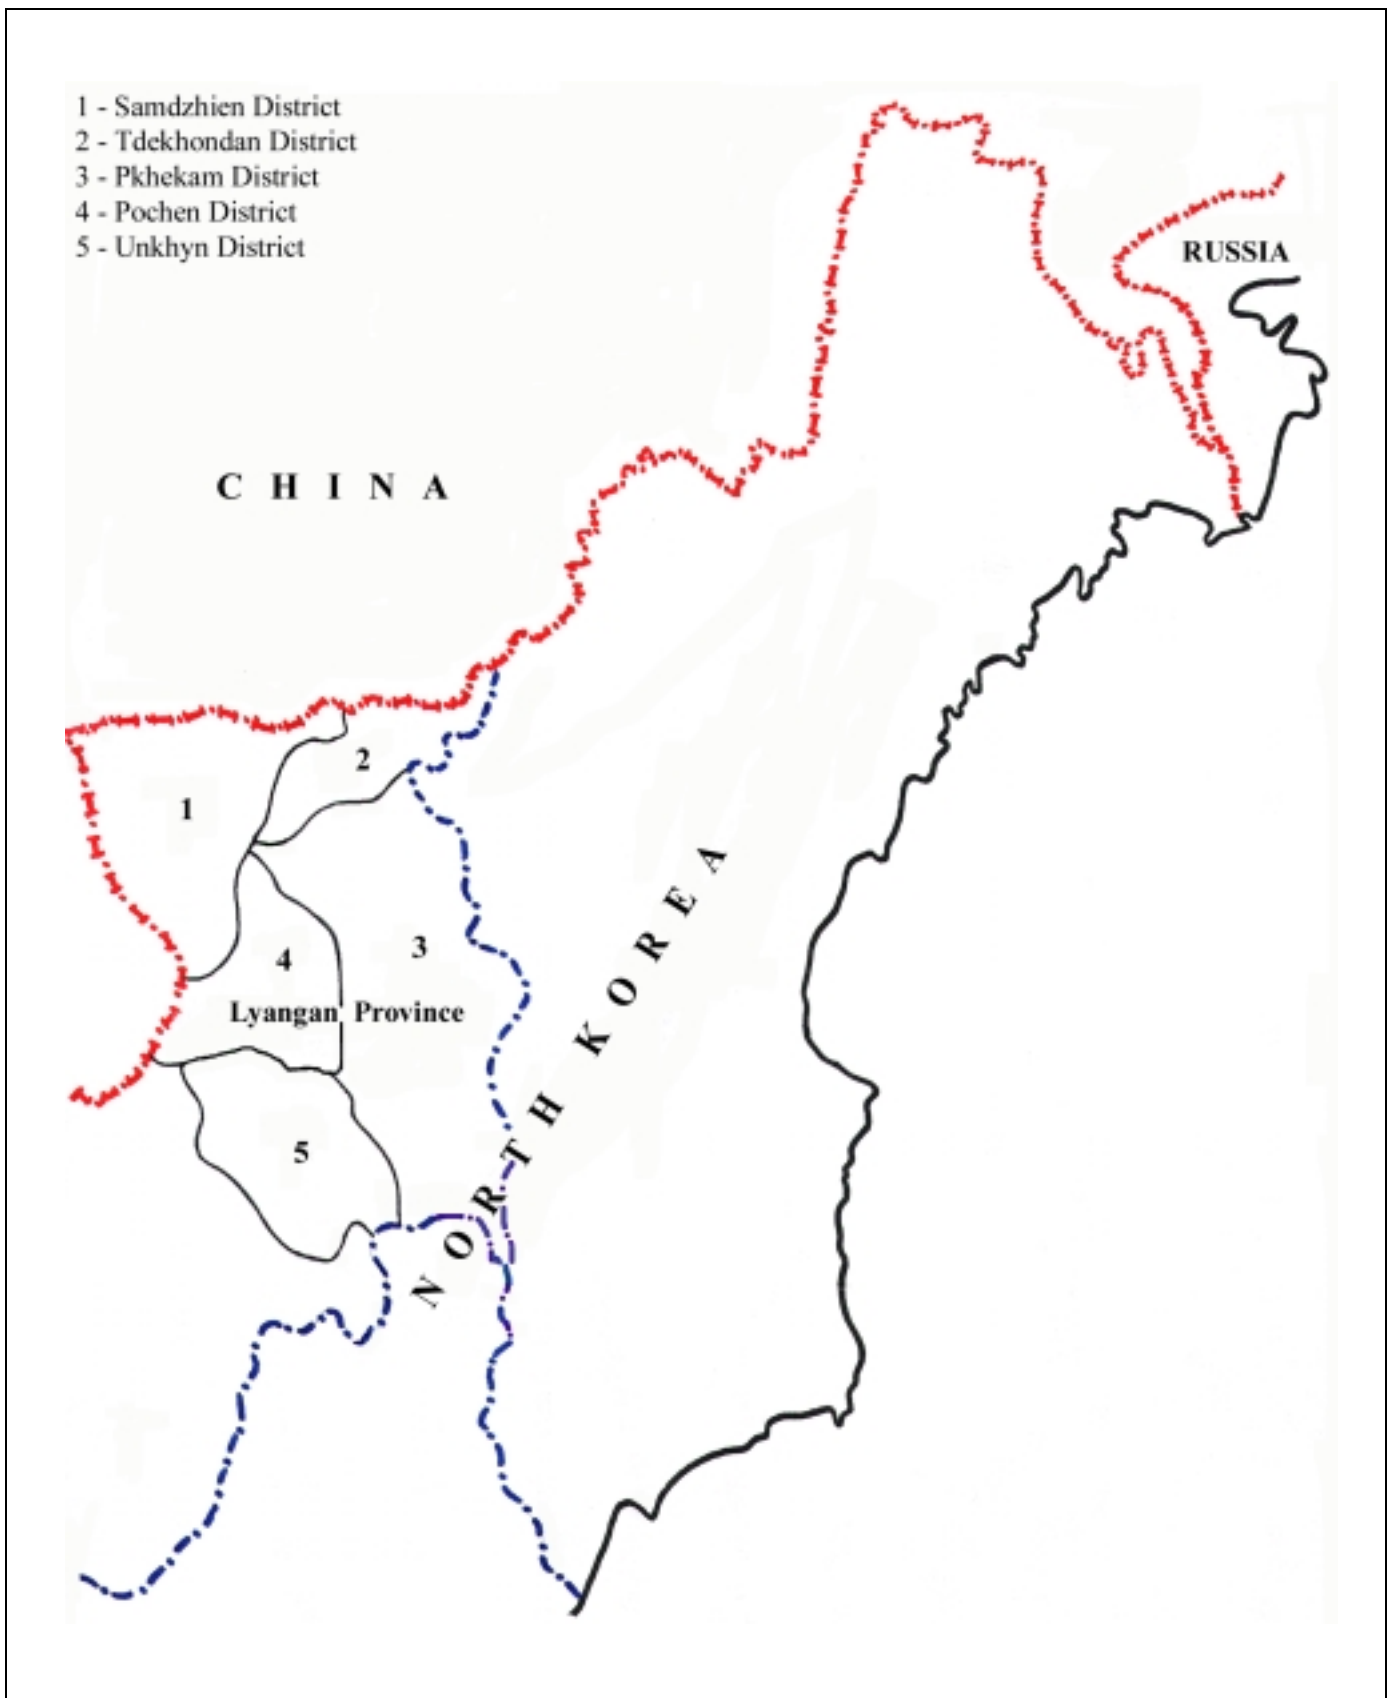 1 - Samdzhien District
2 - Tdekhondan District
3 - Pkhekam District
4 - Pochen District
5 - Unkhyn District
RUSSIA
C H I N A
2
1
4
3
Lyangan Province
5
N O R T H K O R E A